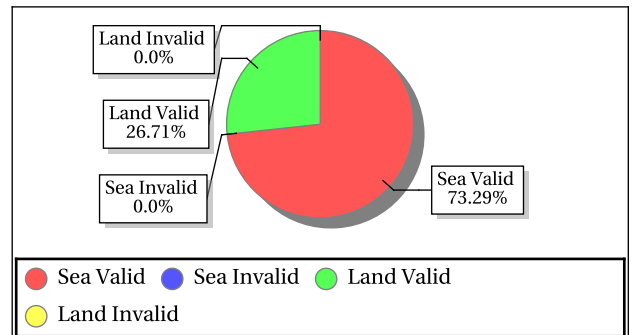 Land Invalid
0.0%
Land Valid
26.71%
Sea Invalid
0.0%
Sea Valid
73.29%
Sea Valid Sea Invalid Land Valid
Land Invalid